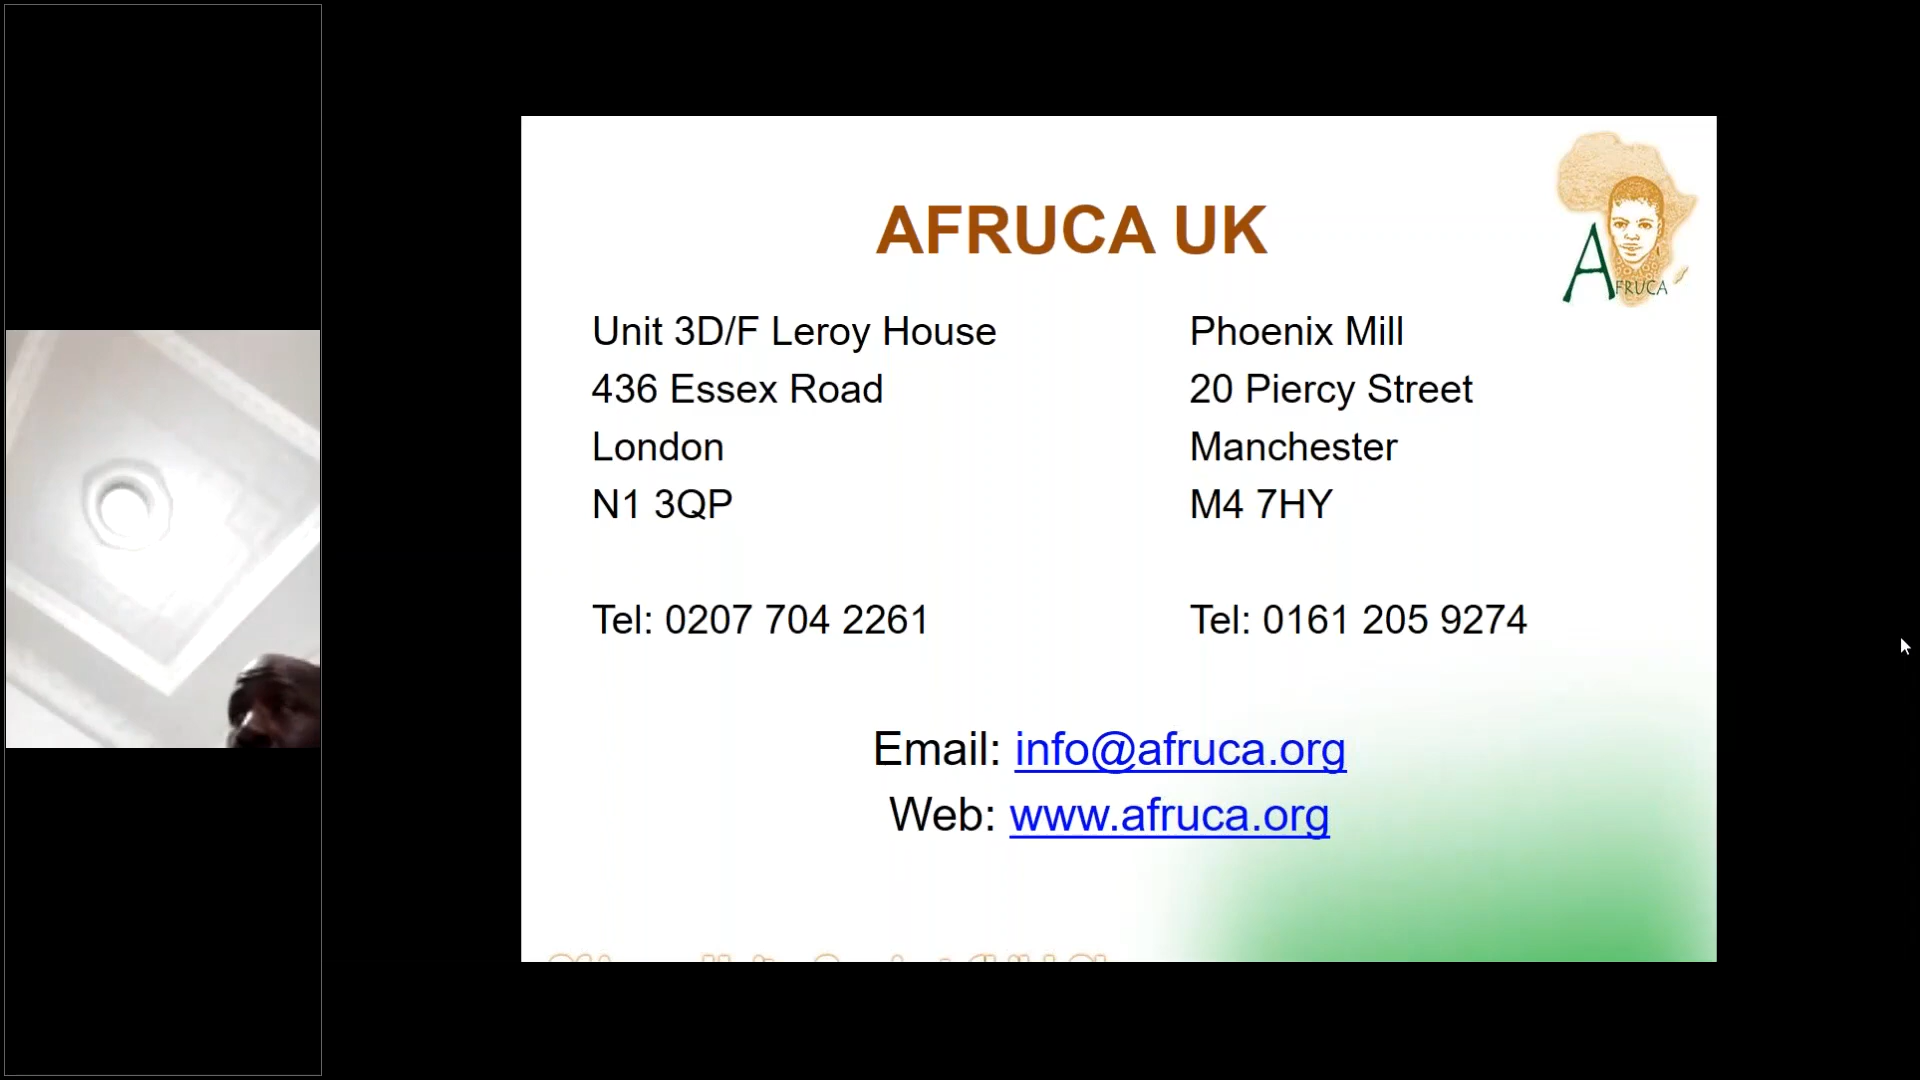 AFRUCA UK
AFRUCA
Unit 3D/F Leroy House
436 Essex Road
London
N1 3QP
Tel: 0207 704 2261
Phoenix Mill
20 Piercy Street
Manchester
M4 7HY
Tel: 0161 205 9274
Email: info@afruca.org
Web: www.afruca.org